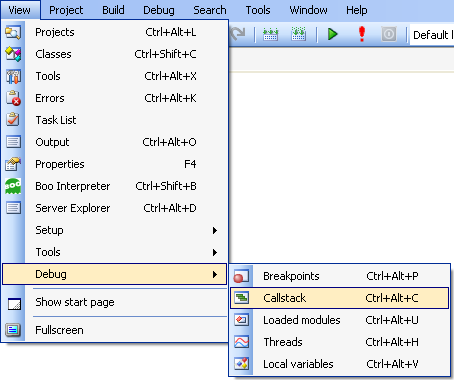 View Project Build Debug Search Tools Window Help
Default l
Projects Ctrl+Alt+L
Classes Ctrl+Shift+C
Tools Ctrl+Alt+X
Errors Ctrl+Alt+K
Task List
Output Ctrl+Alt+O
Properties F4
Boo Interpreter Ctrl+Shift+B
Server Explorer Ctrl+Alt+D
Setup
Tools
Debug
Show start page
Fullscreen
Breakpoints Ctrl+Alt+P
Callstack Ctrl+Alt+C
Loaded modules Ctrl+Alt+U
Threads Ctrl+Alt+H
Local variables Ctrl+Alt+V